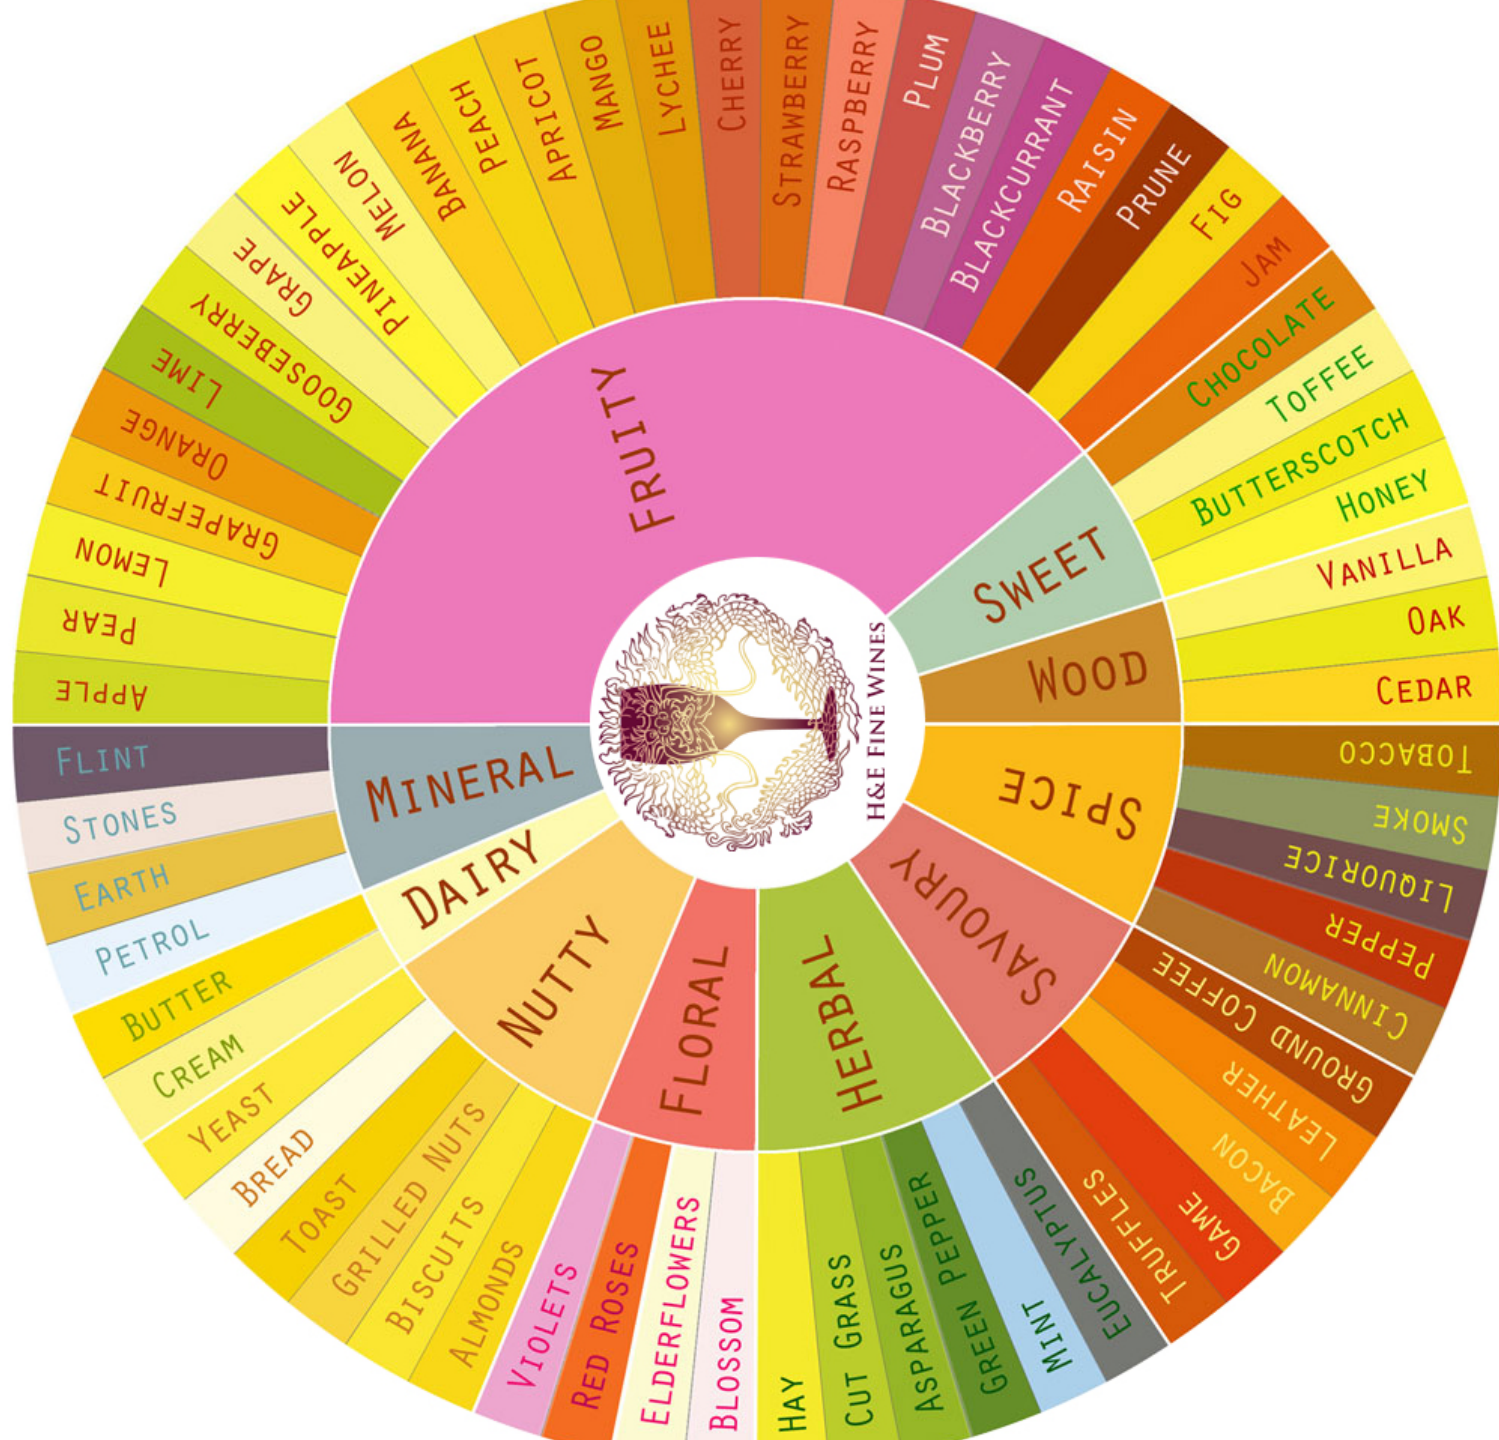 Fruity
Apple
Pear
Lemon
Grapefruit
Orange
Lime
Gooseberry
Grape
Pineapple
Melon
Banana
Peach
Apricot
Mango
Lychee
Cherry
Strawberry
Raspberry
Plum
Blackberry
Blackcurrant
Raisin
Prune
Fig
Jam
Sweet
Chocolate
Toffee
Butterscotch
Honey
Wood
Vanilla
Oak
Cedar
Spice
Tobacco
Smoke
Liquorice
Pepper
Cinnamon
Savoury
Ground Coffee
Leather
Bacon
Game
Truffles
Herbal
Eucalyptus
Mint
Green Pepper
Asparagus
Cut Grass
Hay
Floral
Blossom
Elderflowers
Red Roses
Violets
Nutty
Almonds
Biscuits
Grilled Nuts
Toast
Bread
Yeast
Dairy
Cream
Butter
Mineral
Petrol
Earth
Stones
Flint
H&E Fine Wines